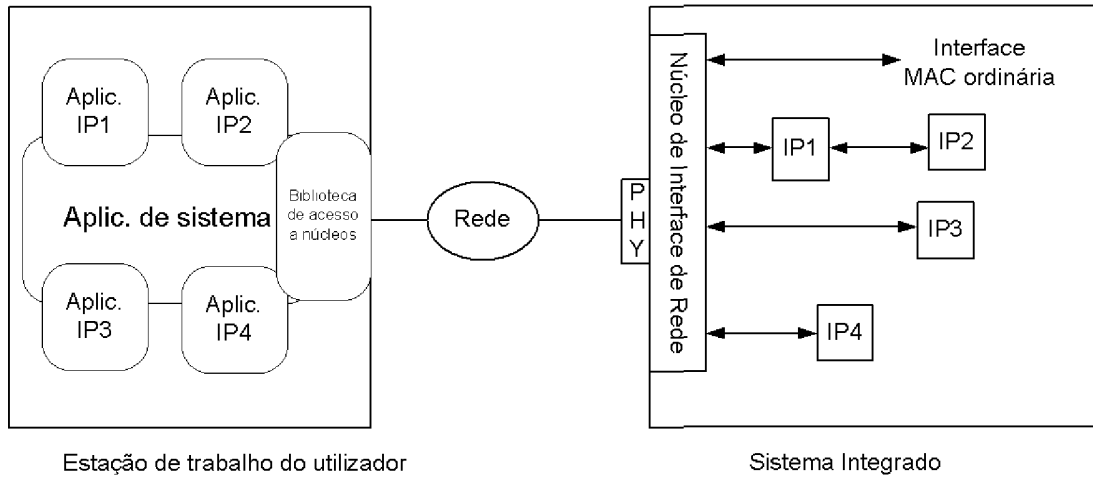 Aplic.
IP1
Aplic.
IP2
Aplic. de sistema
Biblioteca
de acesso
a núcleos
Aplic.
IP3
Aplic.
IP4
Rede
P
H
Y
Núcleo de Interface de Rede
Interface
MAC ordinária
IP1
IP2
IP3
IP4
Estação de trabalho do utilizador
Sistema Integrado